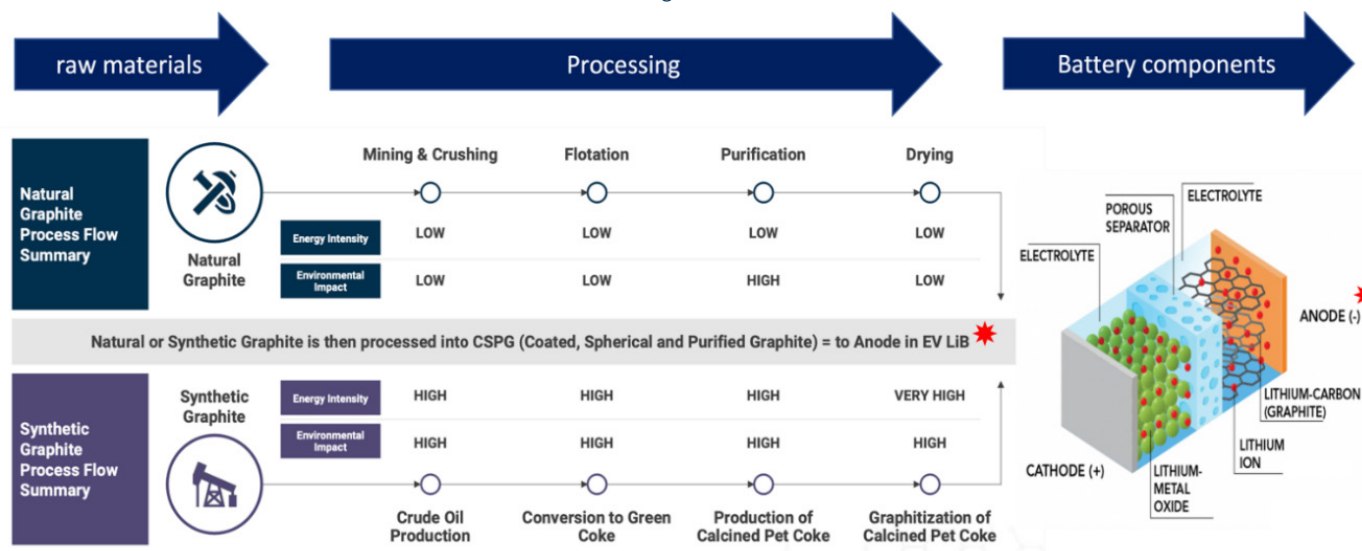 raw materials
Processing
Battery components
Natural
Graphite
Process Flow
Summary
Natural
Graphite
Mining & Crushing
Flotation
Purification
Drying
Energy Intensity
LOW
LOW
LOW
LOW
Environmental
Impact
LOW
LOW
HIGH
LOW
Natural or Synthetic Graphite is then processed into CSPG (Coated, Spherical and Purified Graphite) = to Anode in EV LiB
Synthetic
Graphite
Process Flow
Summary
Synthetic
Graphite
Energy Intensity
HIGH
HIGH
HIGH
VERY HIGH
Environmental
Impact
HIGH
HIGH
HIGH
HIGH
Crude Oil
Production
Conversion to Green
Coke
Production of
Calcined Pet Coke
Graphitization of
Calcined Pet Coke
ELECTROLYTE
POROUS
SEPARATOR
ELECTROLYTE
ANODE (-)
LITHIUM-CARBON
(GRAPHITE)
LITHIUM
ION
CATHODE (+)
LITHIUM-
METAL
OXIDE